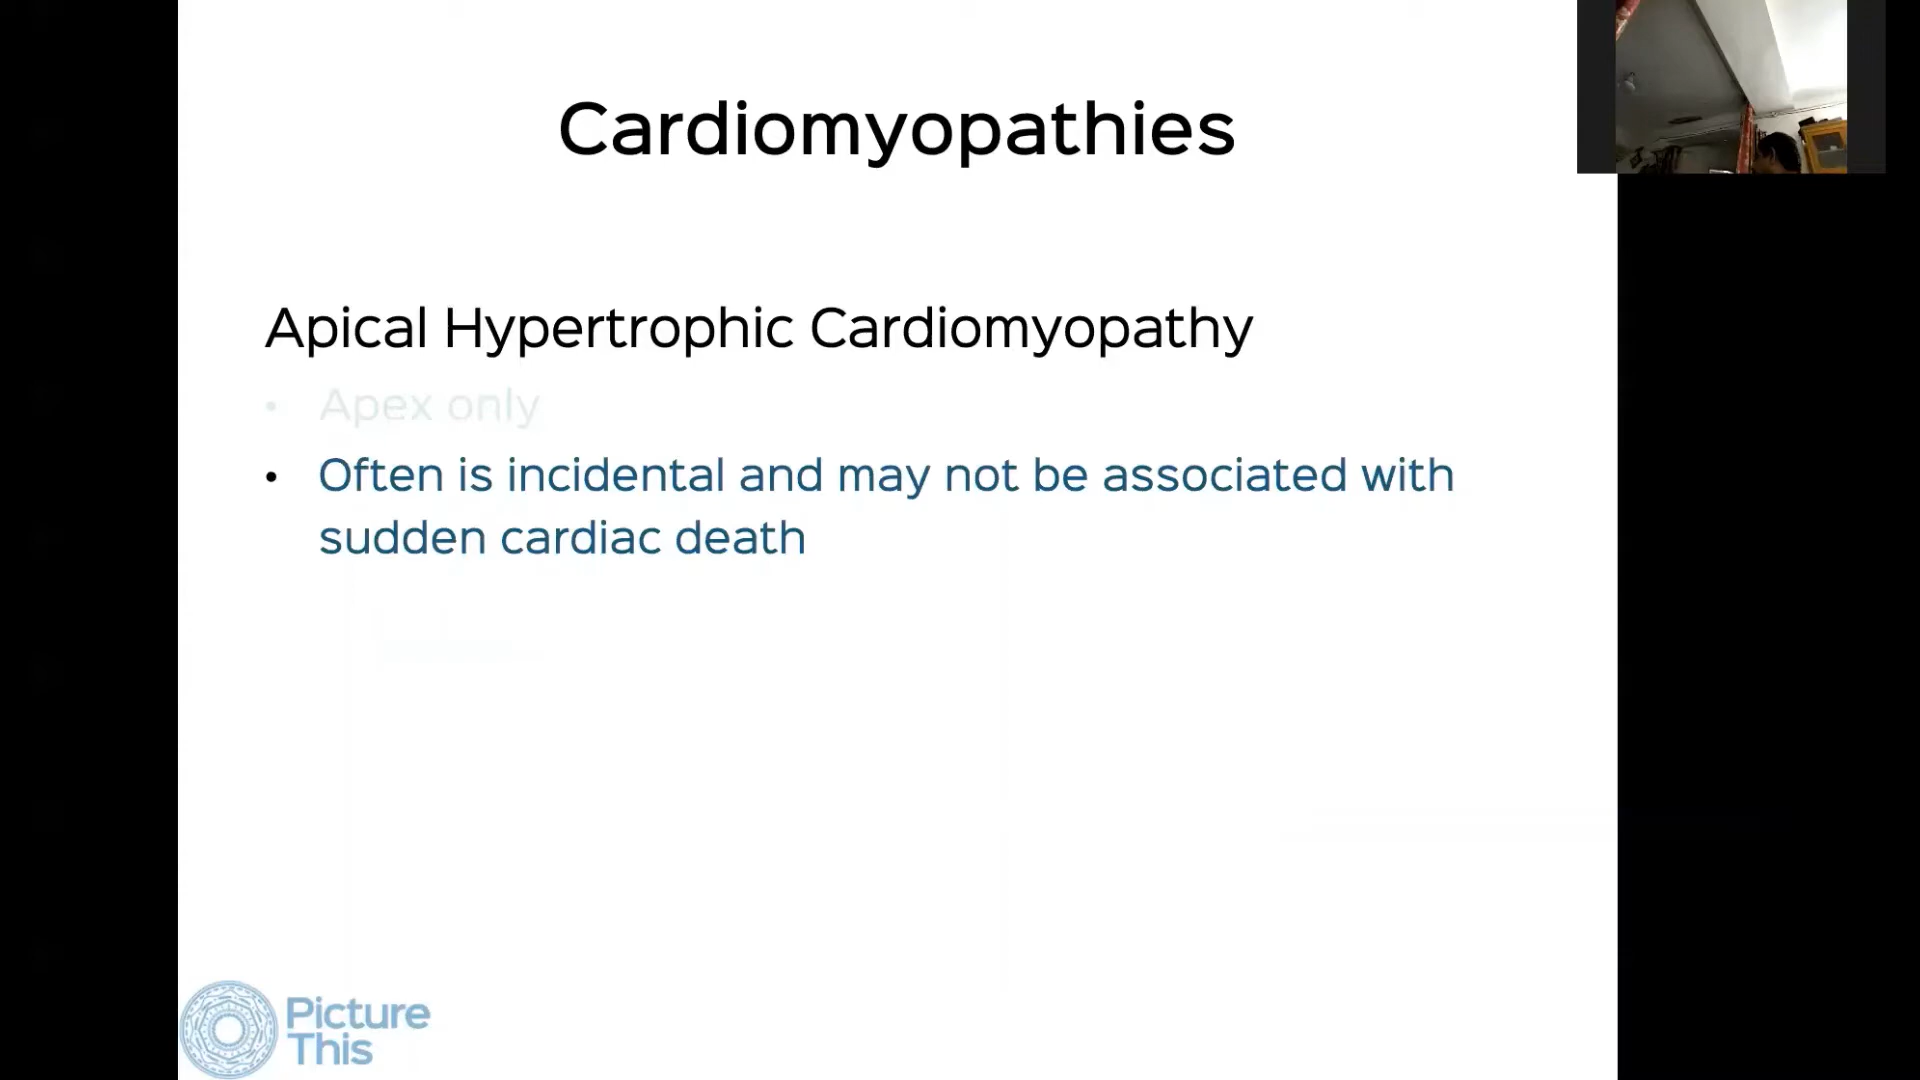 Cardiomyopathies
Apical Hypertrophic Cardiomyopathy
• Apex only
• Often is incidental and may not be associated with
sudden cardiac death
Picture
This